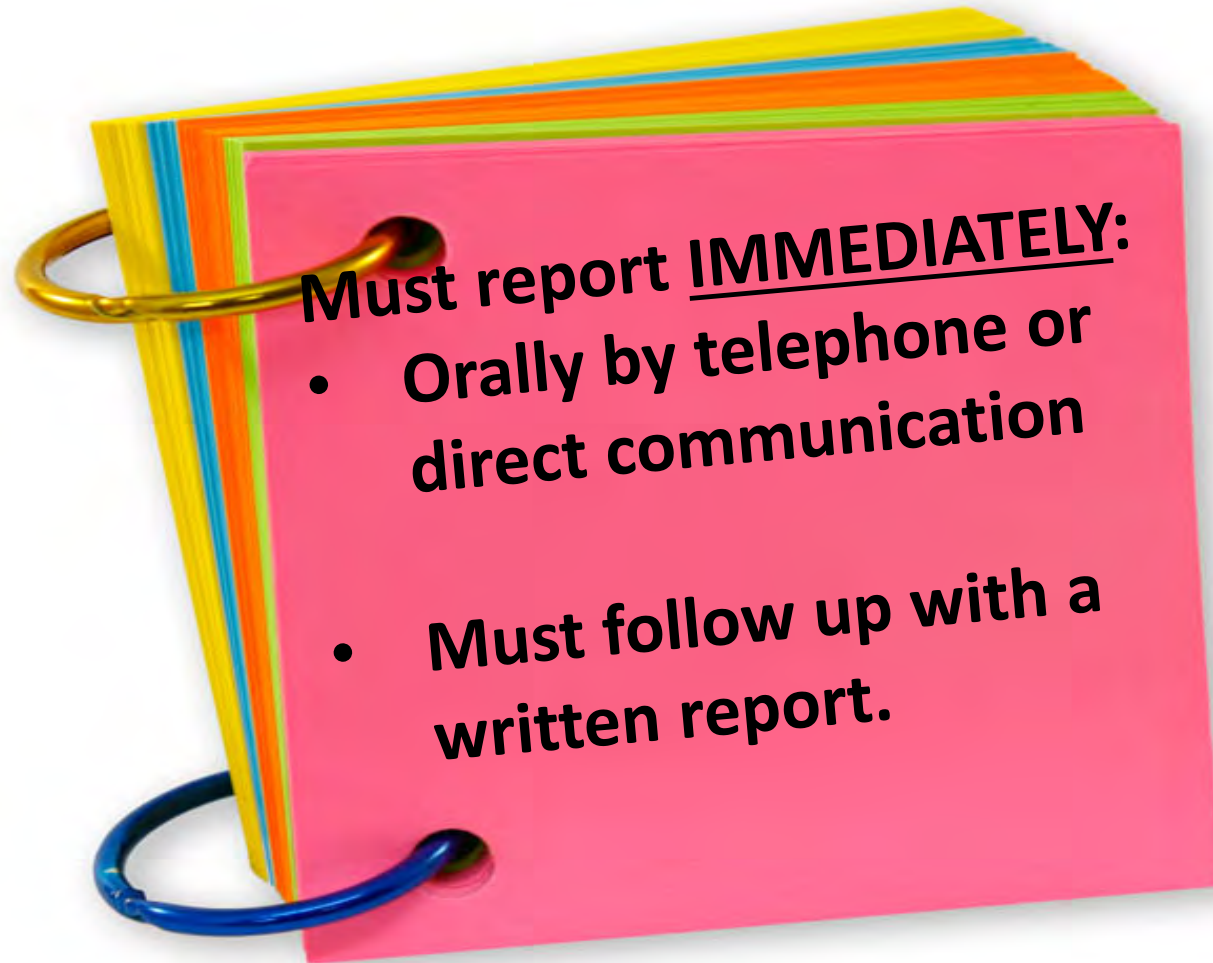 Must report IMMEDIATELY:
• Orally by telephone or
direct communication
• Must follow up with a
written report.